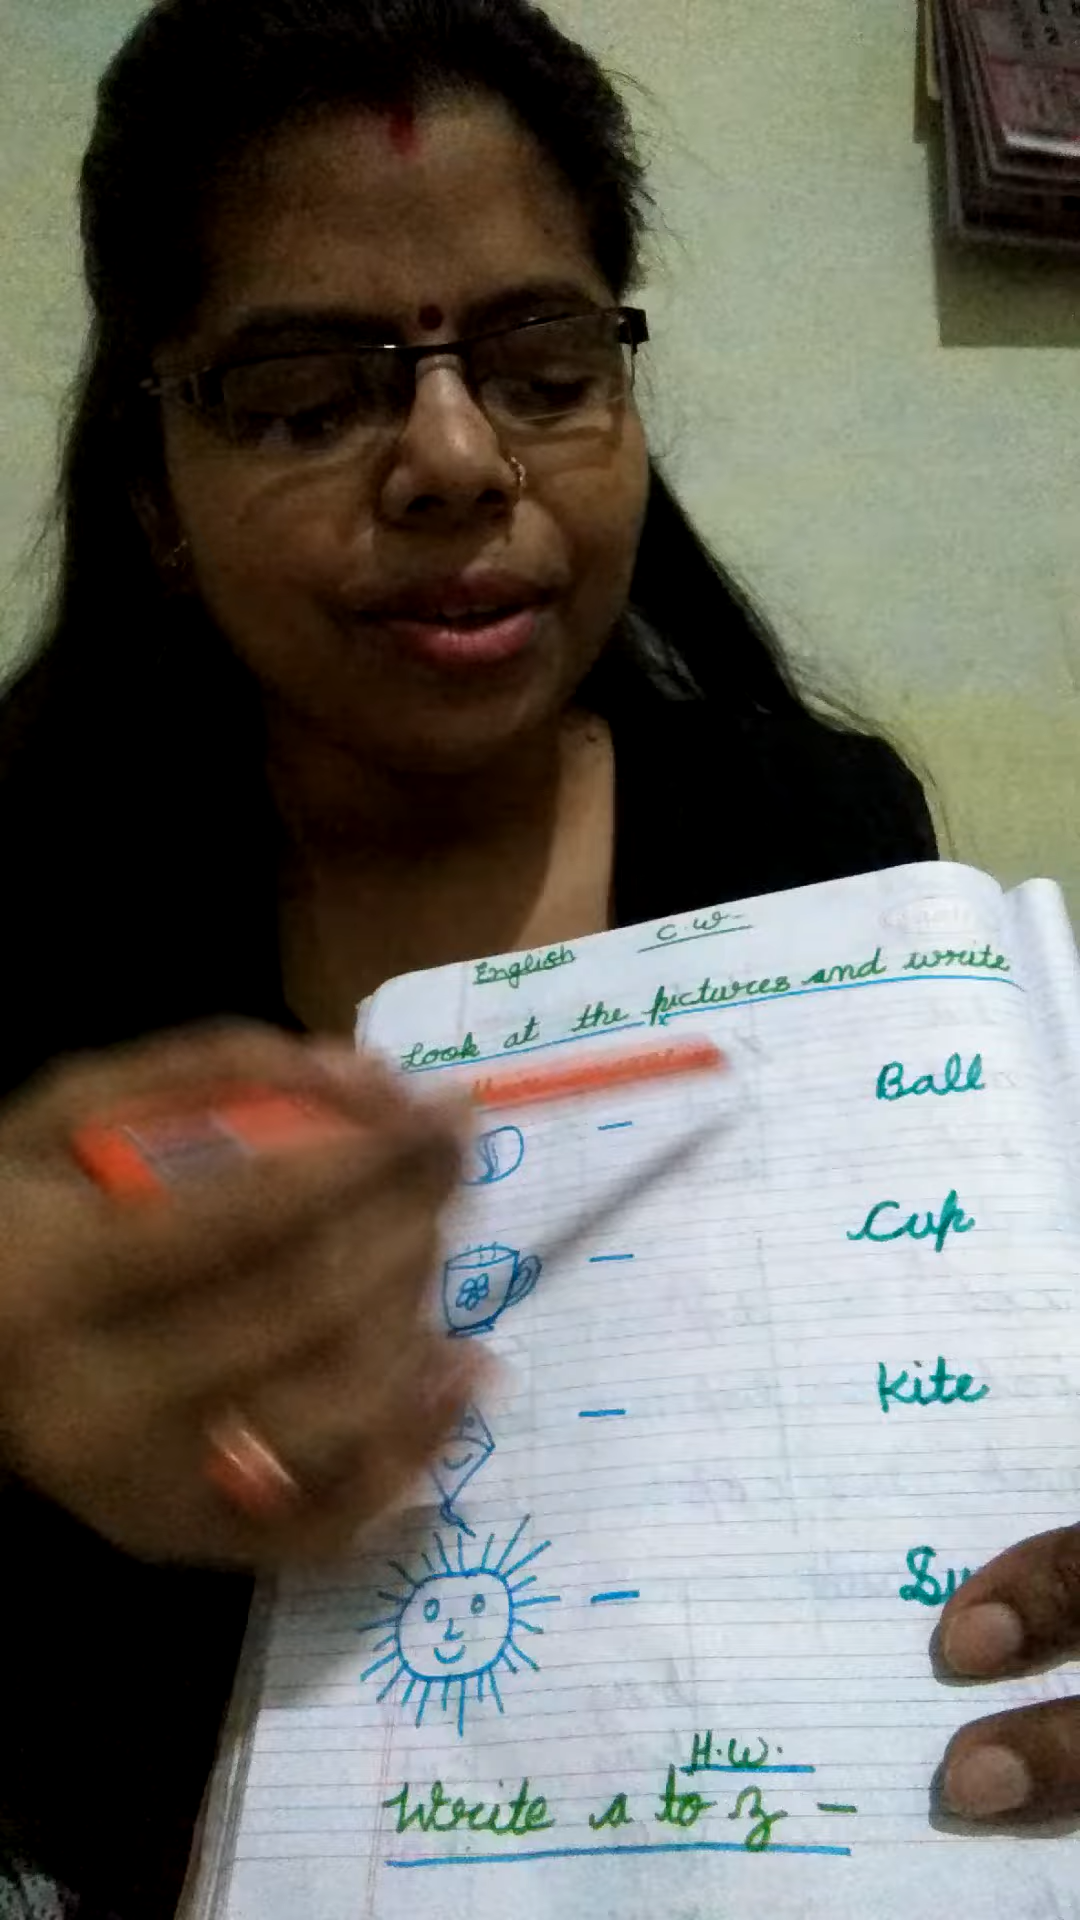 English C.W.
Look at the pictures and write
– Ball
– Cup
– Kite
–
H.W.
Write a to z –